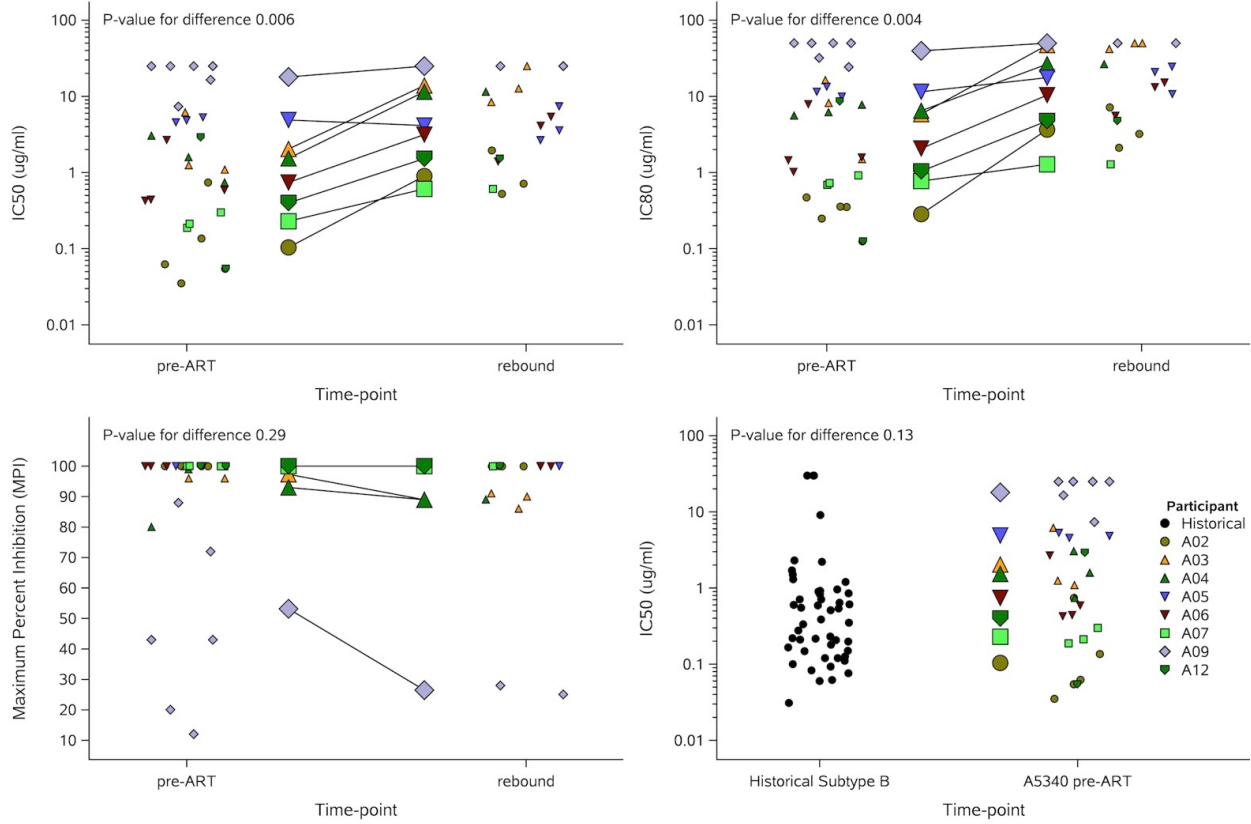 P-value for difference 0.006
100
10
1
0.1
0.01
IC50 (ug/ml)
pre-ART
rebound
Time-point
P-value for difference 0.004
100
10
1
0.1
0.01
IC80 (ug/ml)
pre-ART
rebound
Time-point
P-value for difference 0.29
100
90
80
70
60
50
40
30
20
10
Maximum Percent Inhibition (MPI)
pre-ART
rebound
Time-point
P-value for difference 0.13
100
10
1
0.1
0.01
IC50 (ug/ml)
Historical Subtype B
A5340 pre-ART
Time-point
Participant
Historical
A02
A03
A04
A05
A06
A07
A09
A12